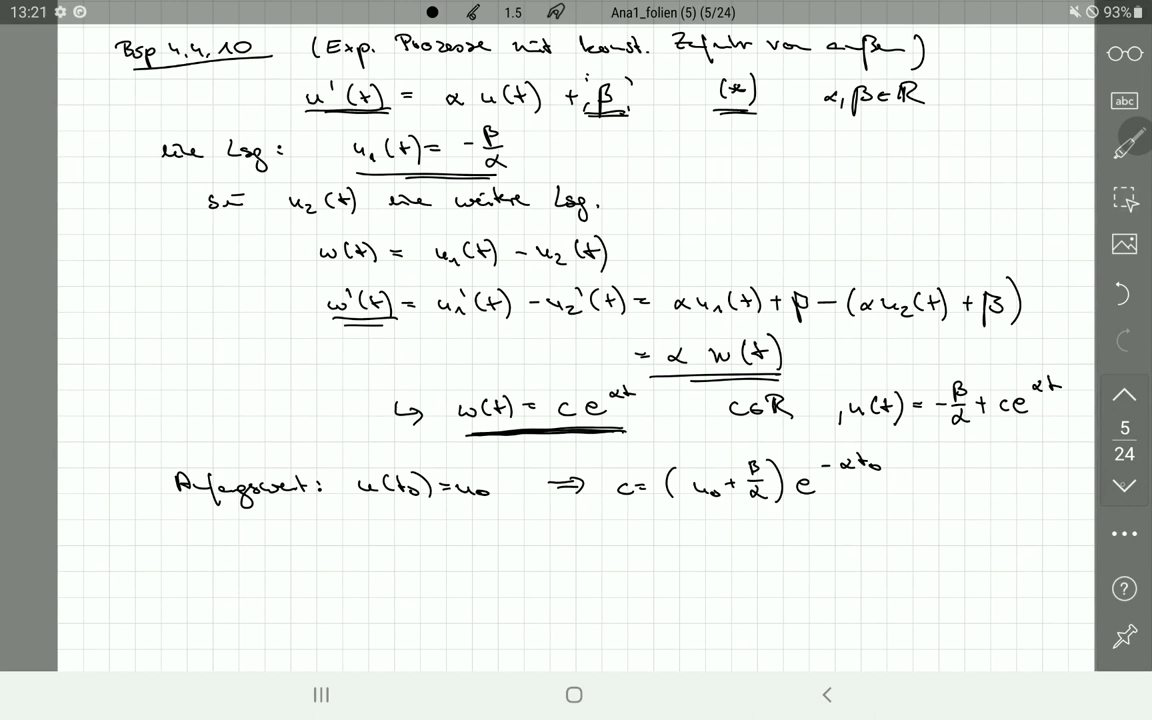 13:21
1.5
Ana1_folien (5) (5/24)
93%
Bsp 4.4.10 (Exp. Prozesse mit konst. Zufuhr von außen)
u'(t) = α u(t) + β (*) α, β ∈ ℝ
eine Lsg: u₁(t) = -β/α
sei u₂(t) eine weitere Lsg.
w(t) = u₁(t) - u₂(t)
w'(t) = u₁'(t) - u₂'(t) = α u₁(t) + β - (α u₂(t) + β)
= α w(t)
↳ w(t) = c e^{αt} c ∈ ℝ, u(t) = -β/α + c e^{αt}
Anfangswert: u(t₀) = u₀ ⇒ c = (u₀ + β/α) e^{-αt₀}
abc
5
24